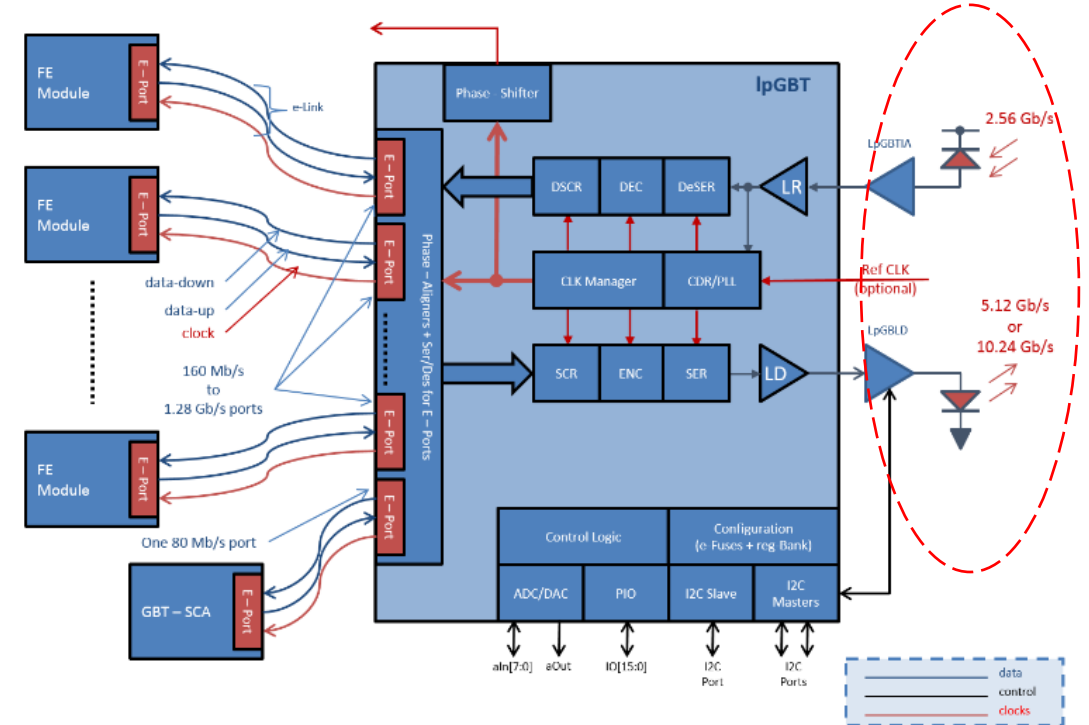 FE
Module
E – Port
e-Link
FE
Module
E – Port
data-down
data-up
clock
160 Mb/s
to
1.28 Gb/s ports
FE
Module
E – Port
One 80 Mb/s port
GBT – SCA
E – Port
E – Port
E – Port
E – Port
E – Port
Phase – Aligners + Ser/Des for E – Ports
Phase - Shifter
lpGBT
DSCR
DEC
DeSER
LR
CLK Manager
CDR/PLL
SCR
ENC
SER
LD
LpGBTIA
2.56 Gb/s
Ref CLK
(optional)
LpGBLD
5.12 Gb/s
or
10.24 Gb/s
Control Logic
Configuration
(e-Fuses + reg-Bank)
ADC/DAC
PIO
I2C Slave
I2C
Masters
aIn[7:0]
aOut
IO[15:0]
I2C
Port
I2C
Ports
data
control
clocks